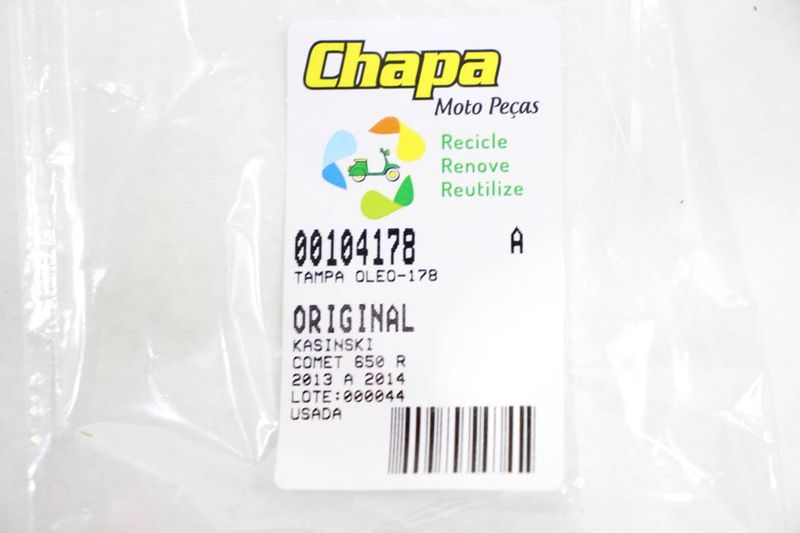 Chapa
Moto Peças
Recicle
Renove
Reutilize
00104178 A
TAMPA OLEO-178
ORIGINAL
KASINSKI
COMET 650 R
2013 A 2014
LOTE:000044
USADA